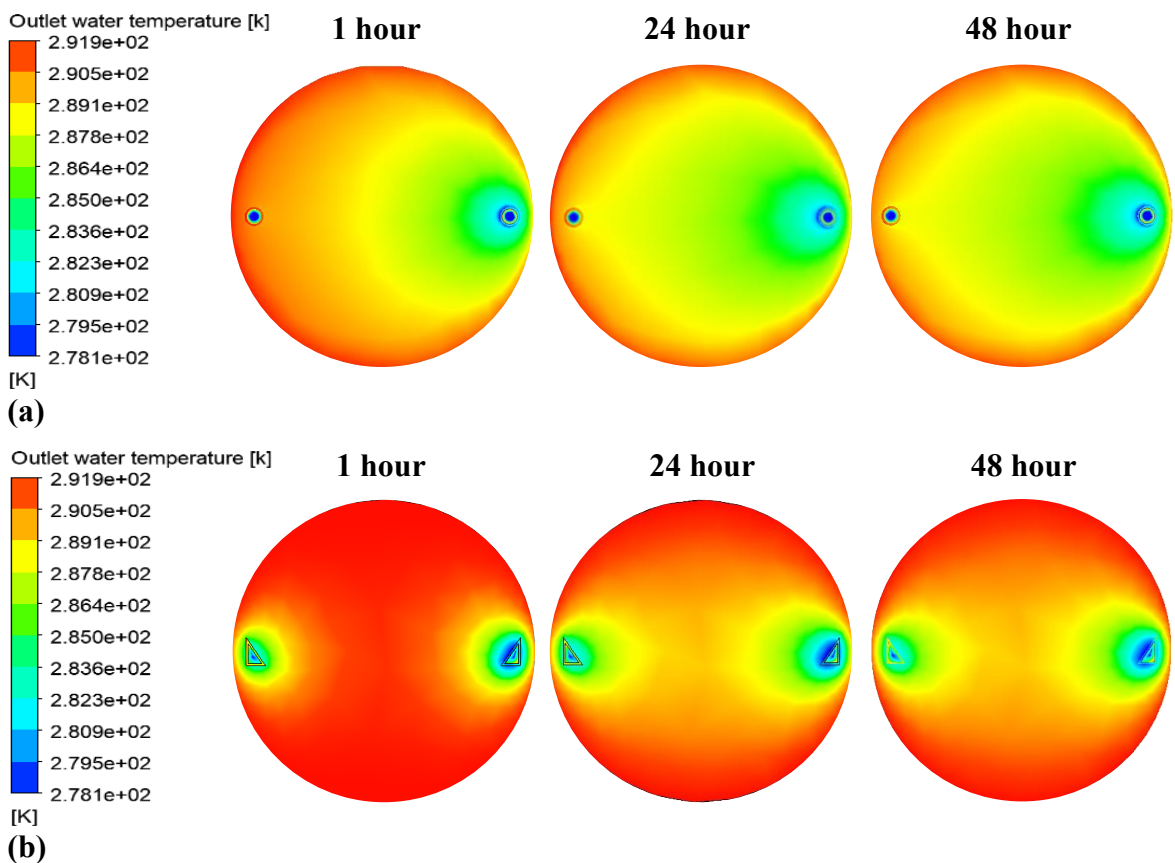 Outlet water temperature [k]
1 hour
24 hour
48 hour
2.919e+02
2.905e+02
2.891e+02
2.878e+02
2.864e+02
2.850e+02
2.836e+02
2.823e+02
2.809e+02
2.795e+02
2.781e+02
[K]
(a)
Outlet water temperature [k]
1 hour
24 hour
48 hour
2.919e+02
2.905e+02
2.891e+02
2.878e+02
2.864e+02
2.850e+02
2.836e+02
2.823e+02
2.809e+02
2.795e+02
2.781e+02
[K]
(b)